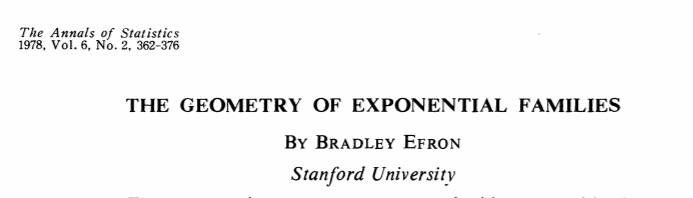 The Annals of Statistics
1978, Vol. 6, No. 2, 362-376
THE GEOMETRY OF EXPONENTIAL FAMILIES
BY BRADLEY EFRON
Stanford University